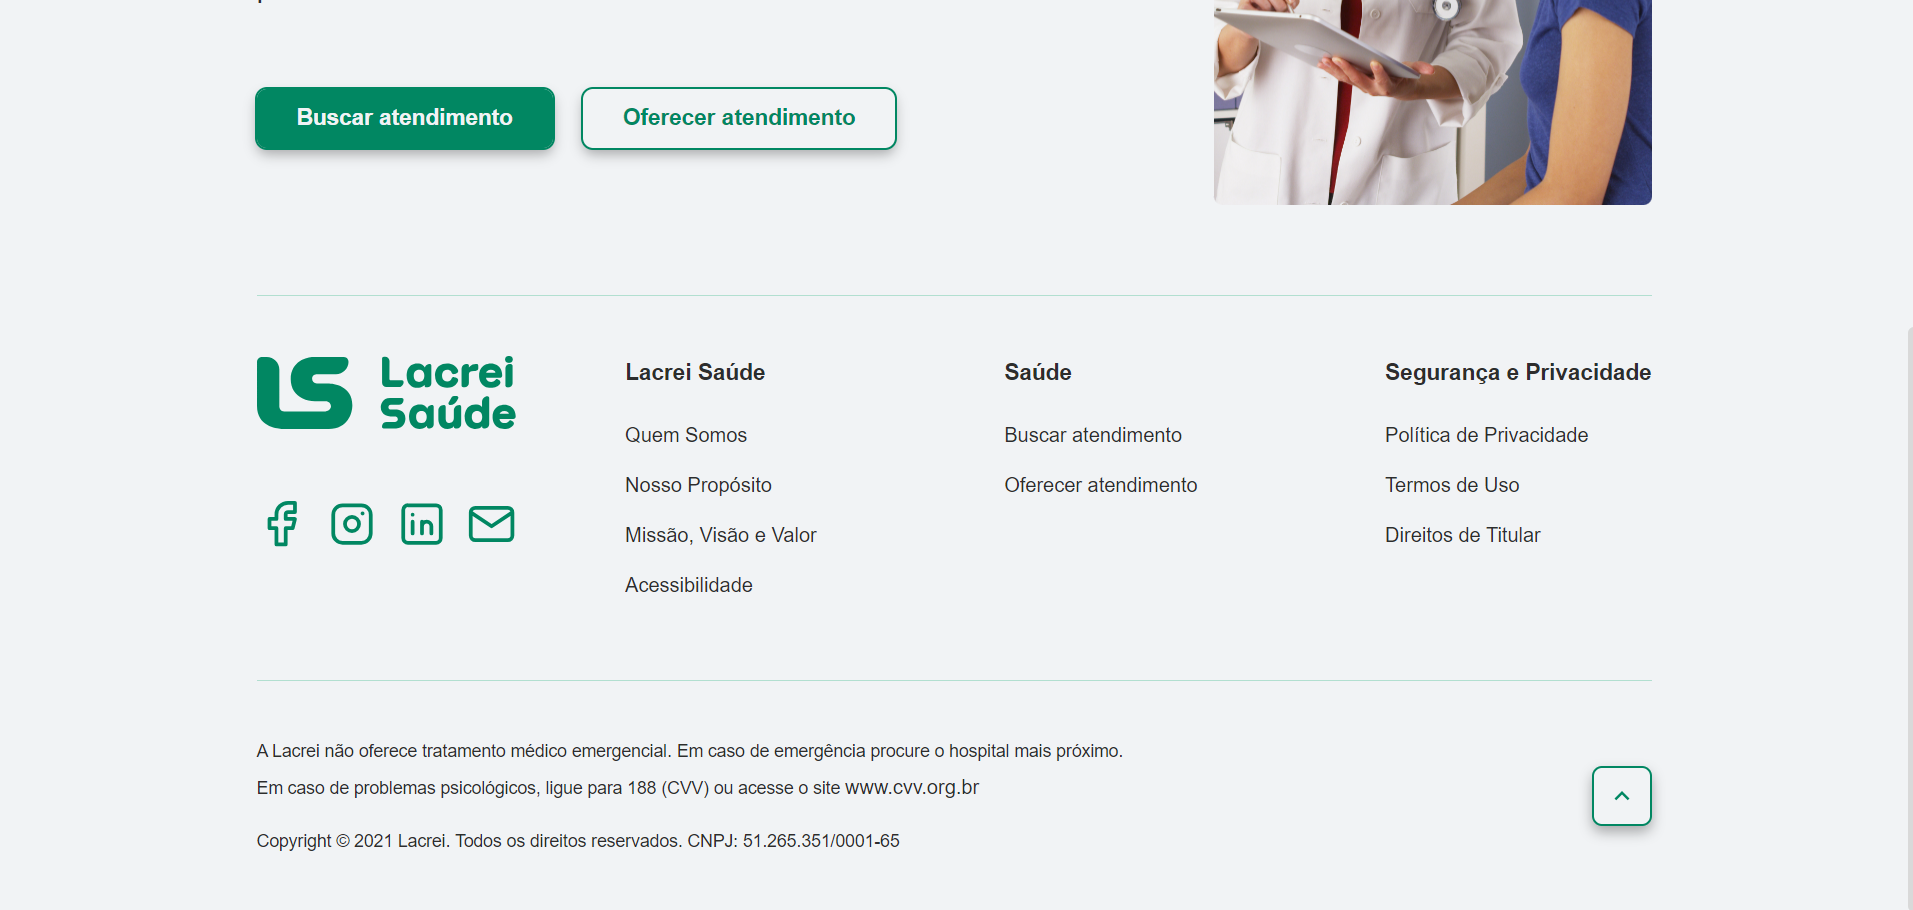 Buscar atendimento
Oferecer atendimento
Lacrei
Saúde
Lacrei Saúde
Quem Somos
Nosso Propósito
Missão, Visão e Valor
Acessibilidade
Saúde
Buscar atendimento
Oferecer atendimento
Segurança e Privacidade
Política de Privacidade
Termos de Uso
Direitos de Titular
A Lacrei não oferece tratamento médico emergencial. Em caso de emergência procure o hospital mais próximo.
Em caso de problemas psicológicos, ligue para 188 (CVV) ou acesse o site www.cvv.org.br
Copyright © 2021 Lacrei. Todos os direitos reservados. CNPJ: 51.265.351/0001-65